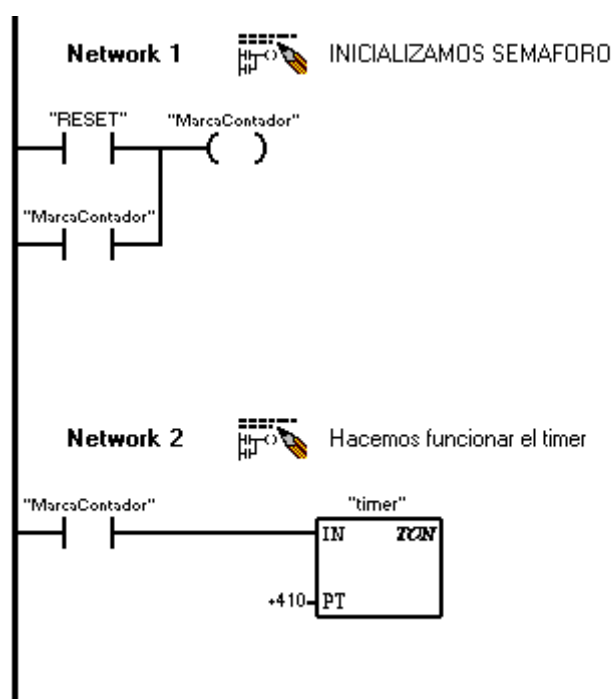 Network 1 INICIALIZAMOS SEMAFORO
"RESET" "MarcaContador"
"MarcaContador"
Network 2 Hacemos funcionar el timer
"MarcaContador" "timer"
IN TON
+410 PT